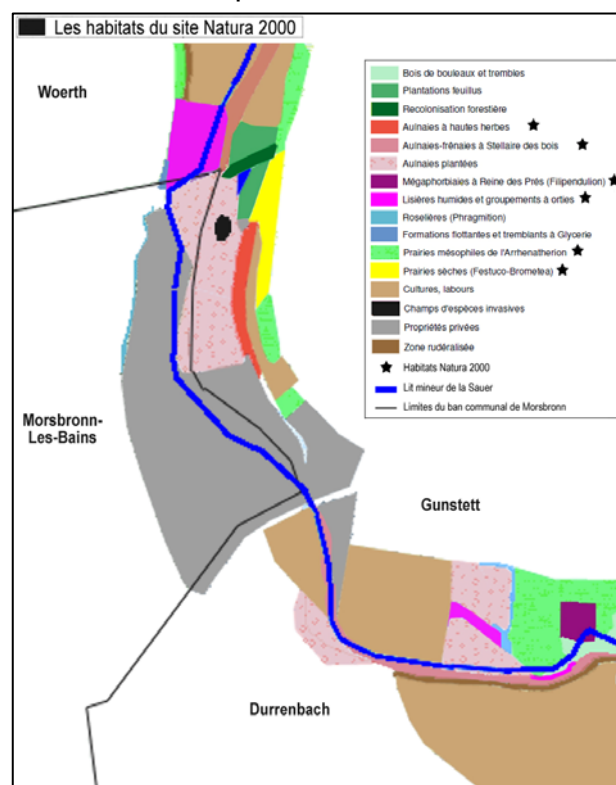 Les habitats du site Natura 2000
Woerth
Bois de bouleaux et trembles
Plantations feuillus
Recolonisation forestière
Aulnaies à hautes herbes
Aulnaies-frênaies à Stellaire des bois
Aulnaies plantées
Mégaphorbiaies à Reine des Prés (Filipendulion)
Lisières humides et groupements à orties
Roselières (Phragmition)
Formations flottantes et tremblants à Glycerie
Prairies mésophiles de l'Arrhenatherion
Prairies sèches (Festuco-Brometea)
Cultures, labours
Champs d'espèces invasives
Propriétés privées
Zone rudéralisée
Habitats Natura 2000
Lit mineur de la Sauer
Limites du ban communal de Morsbronn
Morsbronn-
Les-Bains
Gunstett
Durrenbach